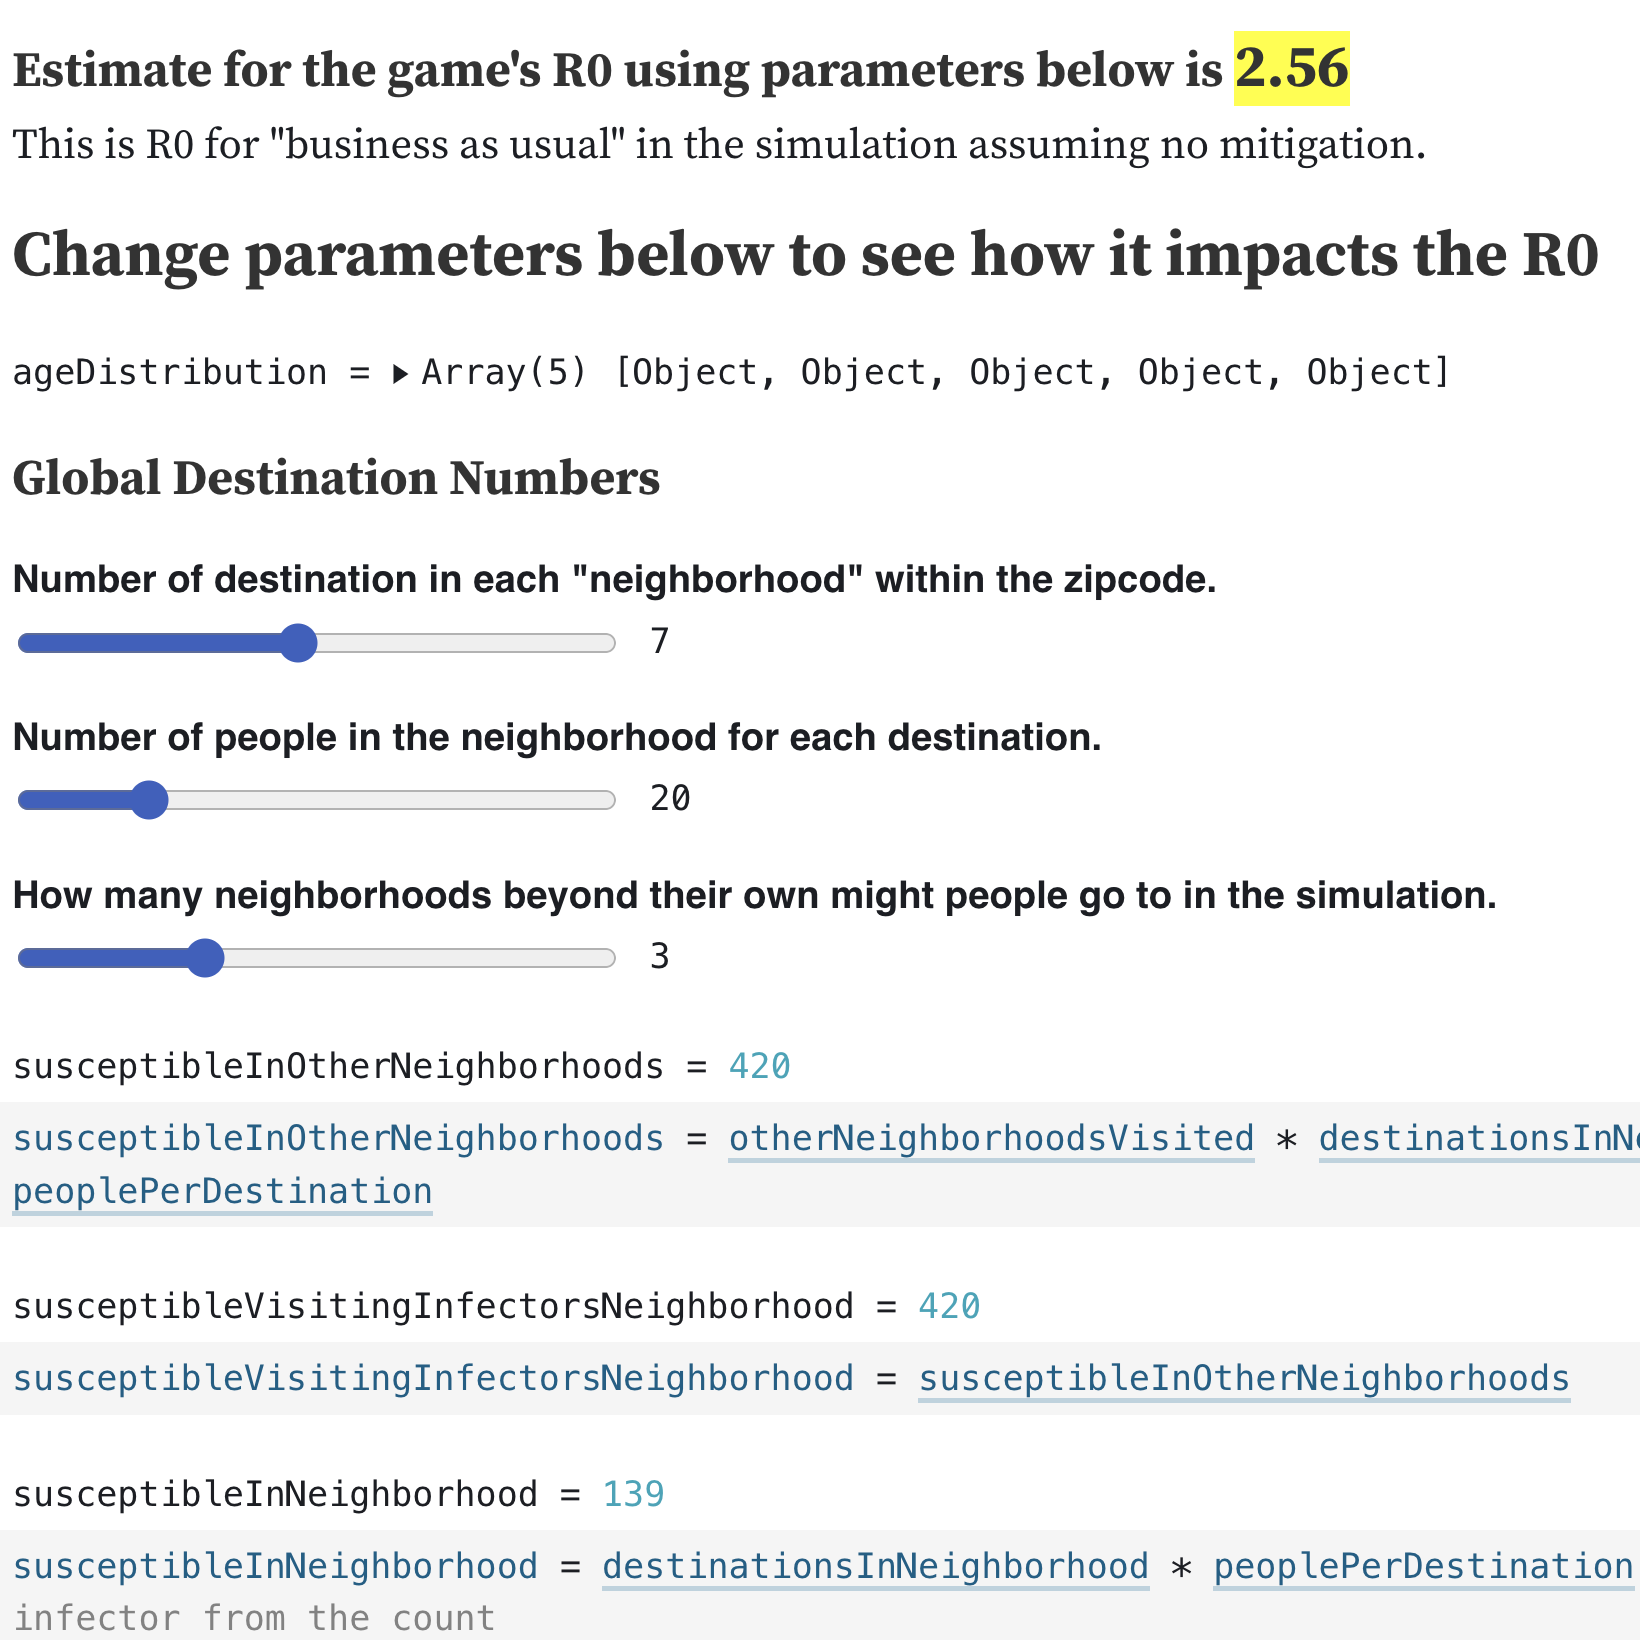 Estimate for the game's R0 using parameters below is 2.56
This is R0 for "business as usual" in the simulation assuming no mitigation.
Change parameters below to see how it impacts the R0
ageDistribution = ▸ Array(5) [Object, Object, Object, Object, Object]
Global Destination Numbers
Number of destination in each "neighborhood" within the zipcode.
7
Number of people in the neighborhood for each destination.
20
How many neighborhoods beyond their own might people go to in the simulation.
3
susceptibleInOtherNeighborhoods = 420
susceptibleInOtherNeighborhoods = otherNeighborhoodsVisited * destinationsInNe
peoplePerDestination
susceptibleVisitingInfectorsNeighborhood = 420
susceptibleVisitingInfectorsNeighborhood = susceptibleInOtherNeighborhoods
susceptibleInNeighborhood = 139
susceptibleInNeighborhood = destinationsInNeighborhood * peoplePerDestination
infector from the count